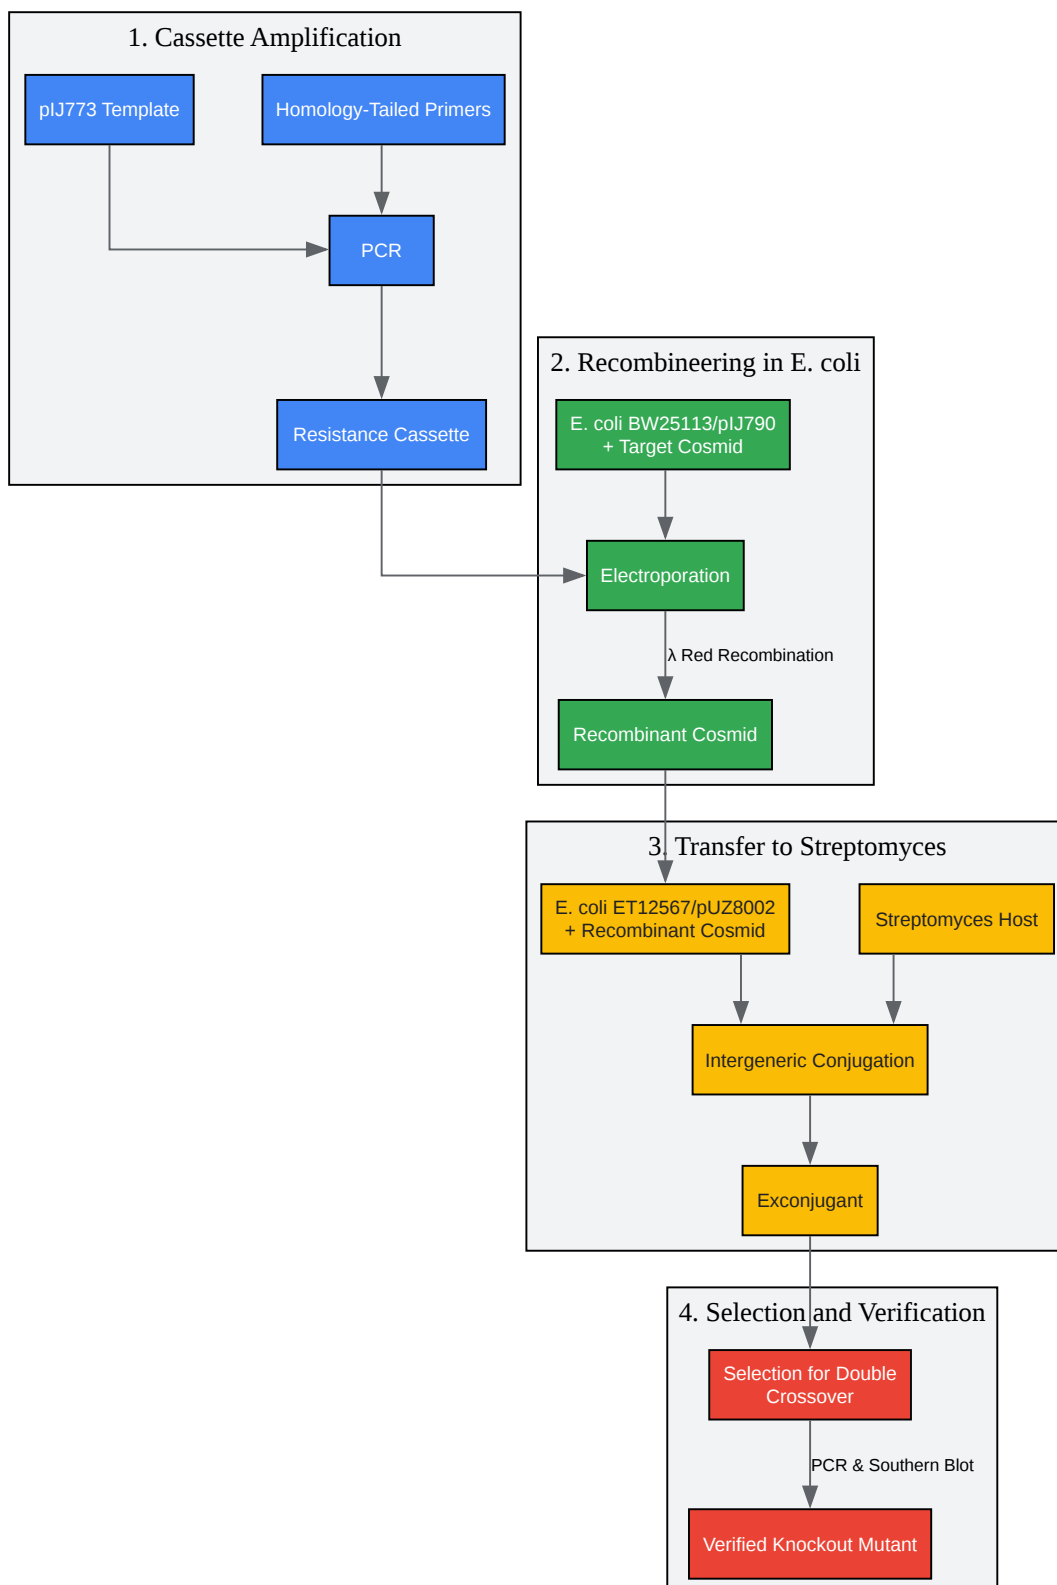 1. Cassette Amplification
pIJ773 Template
Homology-Tailed Primers
PCR
Resistance Cassette
2. Recombineering in E. coli
E. coli BW25113/pIJ790
+ Target Cosmid
Electroporation
λ Red Recombination
Recombinant Cosmid
3. Transfer to Streptomyces
E. coli ET12567/pUZ8002
+ Recombinant Cosmid
Streptomyces Host
Intergeneric Conjugation
Exconjugant
4. Selection and Verification
Selection for Double
Crossover
PCR & Southern Blot
Verified Knockout Mutant